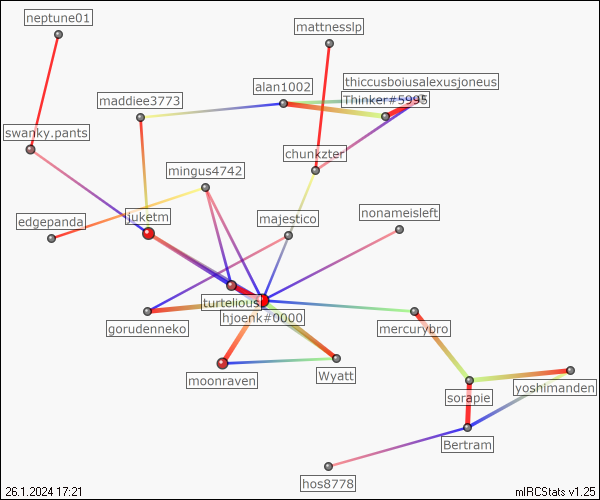 neptune01
mattnesslp
thiccusboiusalexusjoneus
alan1002
Thinker#5995
maddiee3773
swanky.pants
chunkzter
mingus4742
edgepanda
juketm
majestico
nonameisleft
turtelious
hjoenk#0000
gorudenneko
mercurybro
moonraven
Wyatt
yoshimanden
sorapie
Bertram
hos8778
26.1.2024 17:21
mIRCStats v1.25